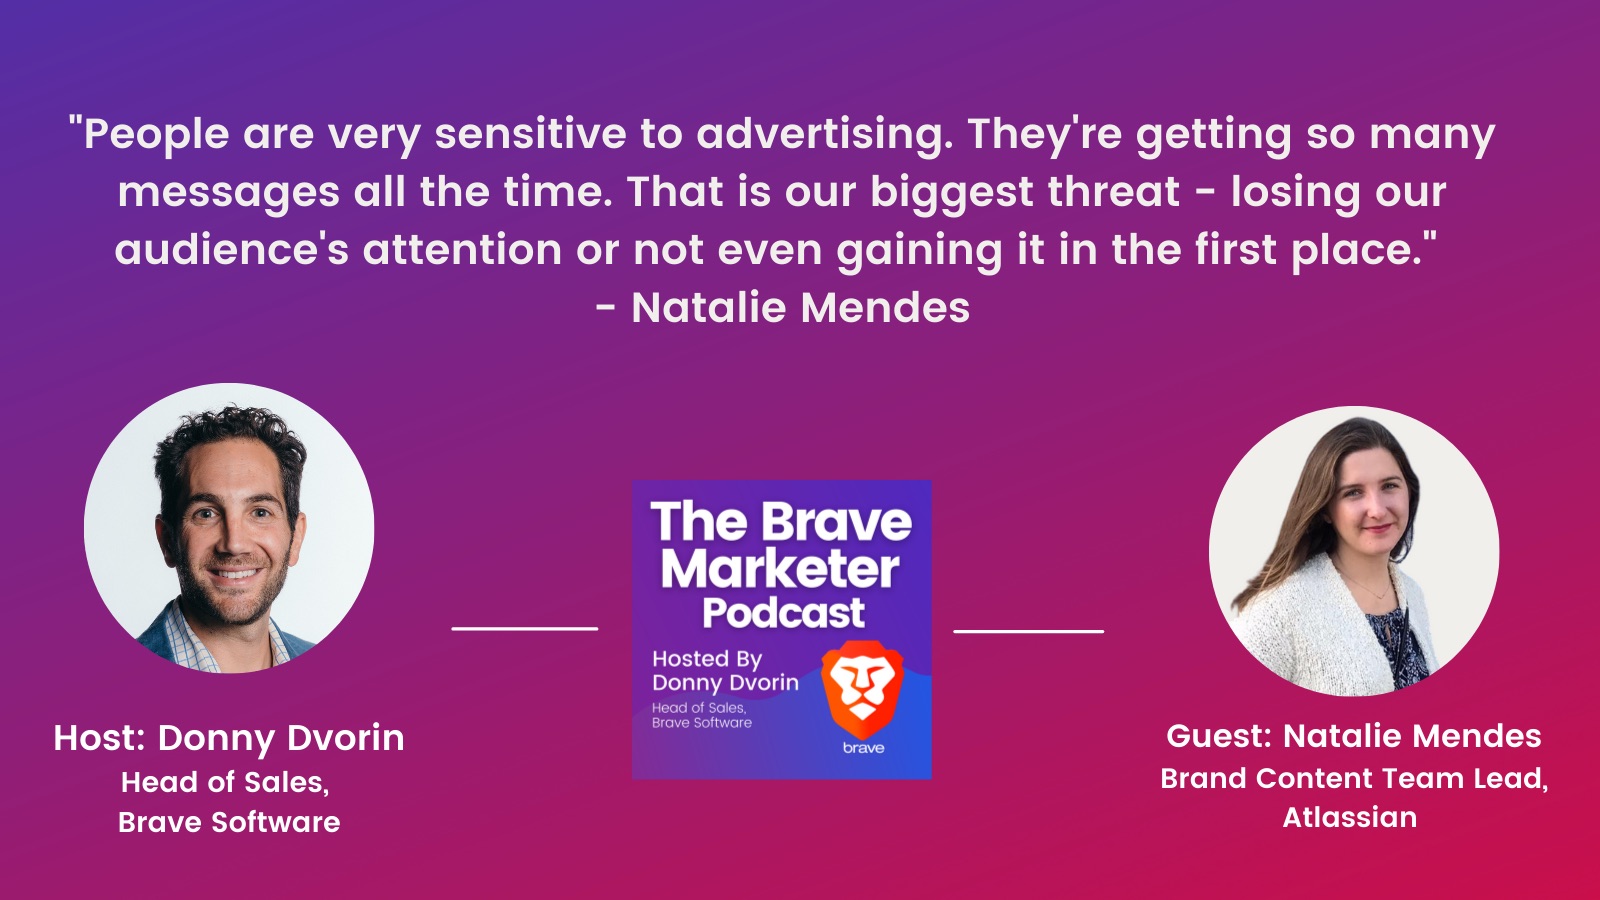 "People are very sensitive to advertising. They're getting so many
messages all the time. That is our biggest threat - losing our
audience's attention or not even gaining it in the first place."
- Natalie Mendes
The Brave
Marketer
Podcast
Hosted By
Donny Dvorin
Head of Sales,
Brave Software
brave
Host: Donny Dvorin
Head of Sales,
Brave Software
Guest: Natalie Mendes
Brand Content Team Lead,
Atlassian